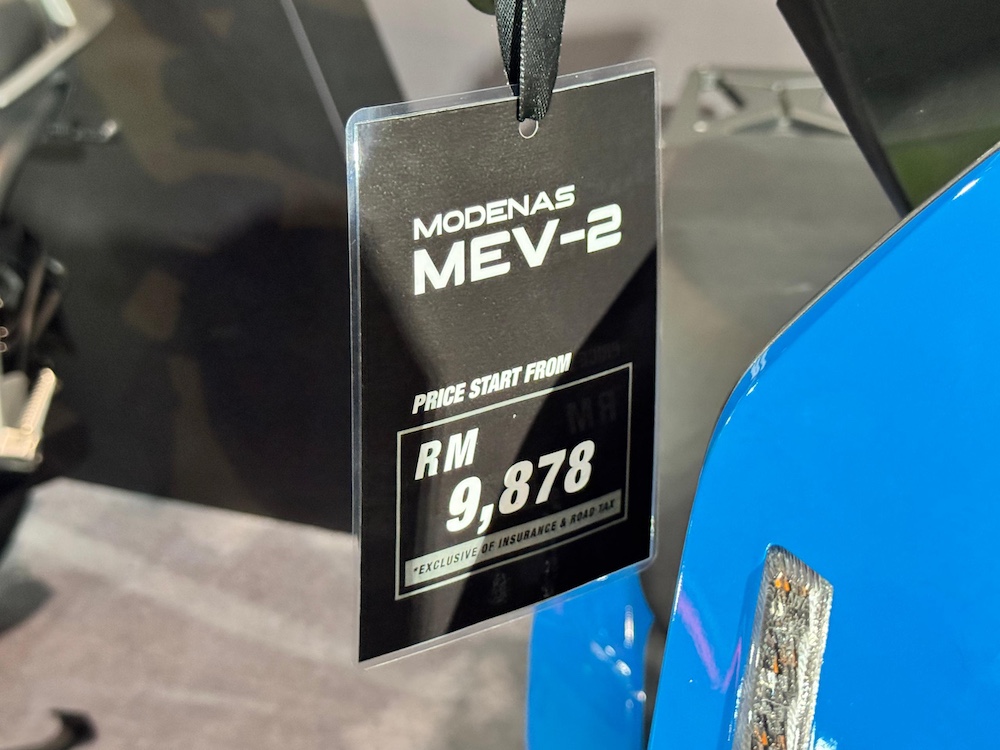 MODENAS
MEV-2
PRICE START FROM
RM
9,878
*EXCLUSIVE OF INSURANCE & ROAD TAX